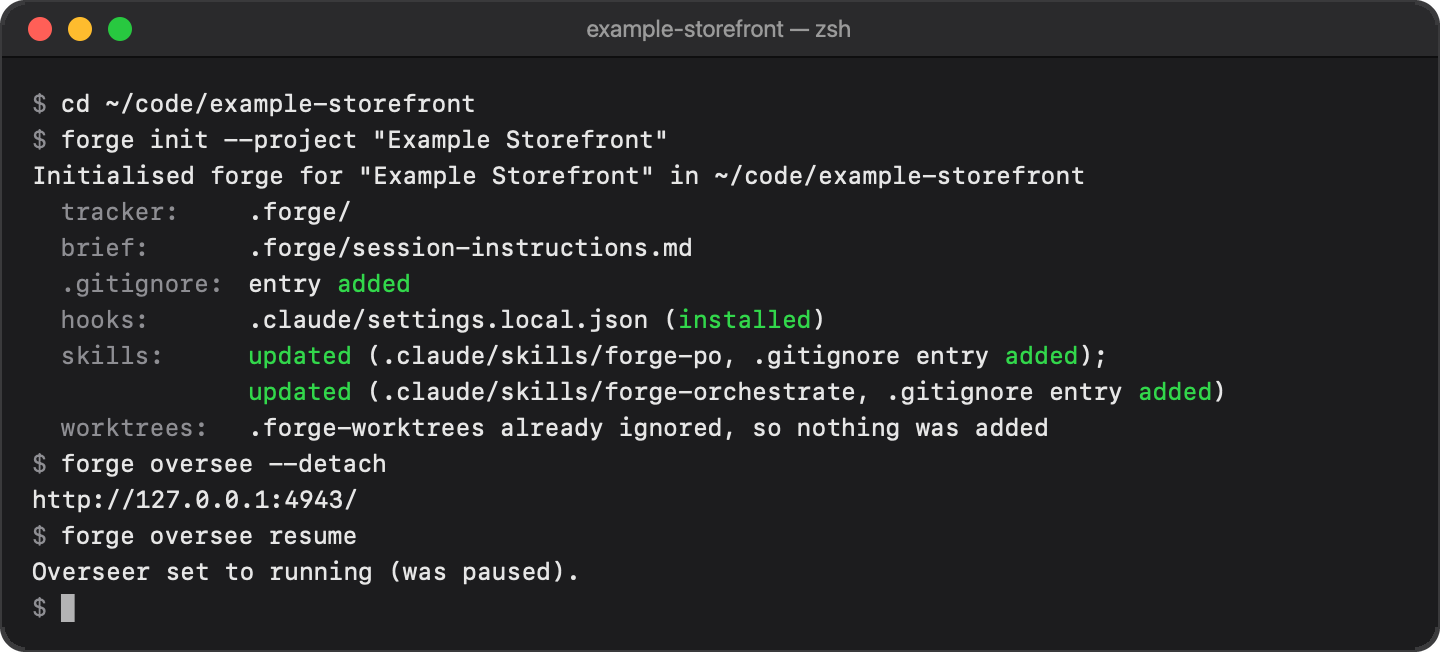 example-storefront — zsh
$ cd ~/code/example-storefront
$ forge init --project "Example Storefront"
Initialised forge for "Example Storefront" in ~/code/example-storefront
  tracker:     .forge/
  brief:       .forge/session-instructions.md
  .gitignore:  entry added
  hooks:       .claude/settings.local.json (installed)
  skills:      updated (.claude/skills/forge-po, .gitignore entry added);
               updated (.claude/skills/forge-orchestrate, .gitignore entry added)
  worktrees:   .forge-worktrees already ignored, so nothing was added
$ forge oversee --detach
http://127.0.0.1:4943/
$ forge oversee resume
Overseer set to running (was paused).
$